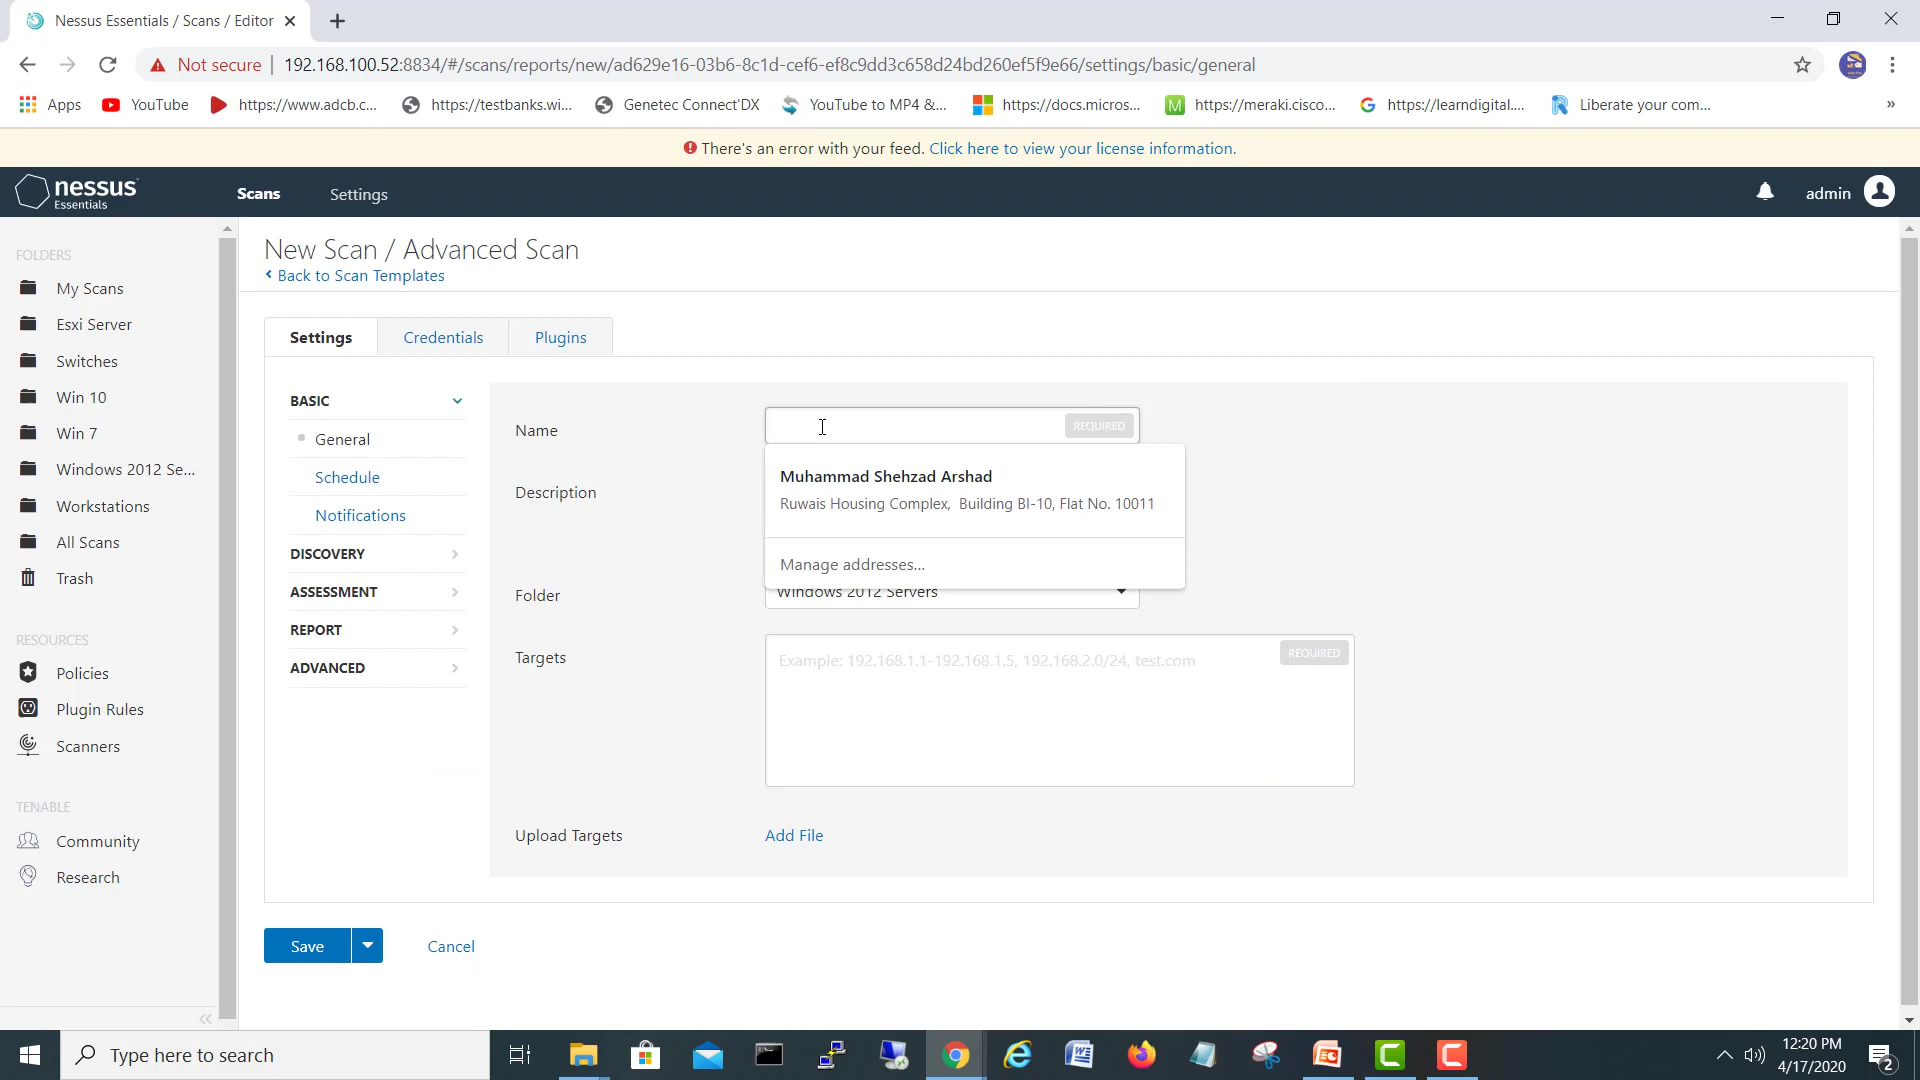 Nessus Essentials / Scans / Editor
Not secure | 192.168.100.52:8834/#/scans/reports/new/ad629e16-03b6-8c1d-cef6-ef8c9dd3c658d24bd260ef5f9e66/settings/basic/general
Apps YouTube https://www.adcb.c... https://testbanks.wi... Genetec Connect'DX YouTube to MP4 &... https://docs.micros... https://meraki.cisco... https://learndigital.... Liberate your com... »
There's an error with your feed. Click here to view your license information.
nessus
Essentials
Scans Settings admin
FOLDERS
My Scans
Esxi Server
Switches
Win 10
Win 7
Windows 2012 Se...
Workstations
All Scans
Trash
RESOURCES
Policies
Plugin Rules
Scanners
TENABLE
Community
Research
New Scan / Advanced Scan
Back to Scan Templates
Settings Credentials Plugins
BASIC
General
Schedule
Notifications
DISCOVERY
ASSESSMENT
REPORT
ADVANCED
Name REQUIRED
Muhammad Shehzad Arshad
Ruwais Housing Complex, Building BI-10, Flat No. 10011
Manage addresses...
Description
Folder Windows 2012 Servers
Targets Example: 192.168.1.1-192.168.1.5, 192.168.2.0/24, test.com REQUIRED
Upload Targets Add File
Save Cancel
Type here to search
12:20 PM
4/17/2020
2